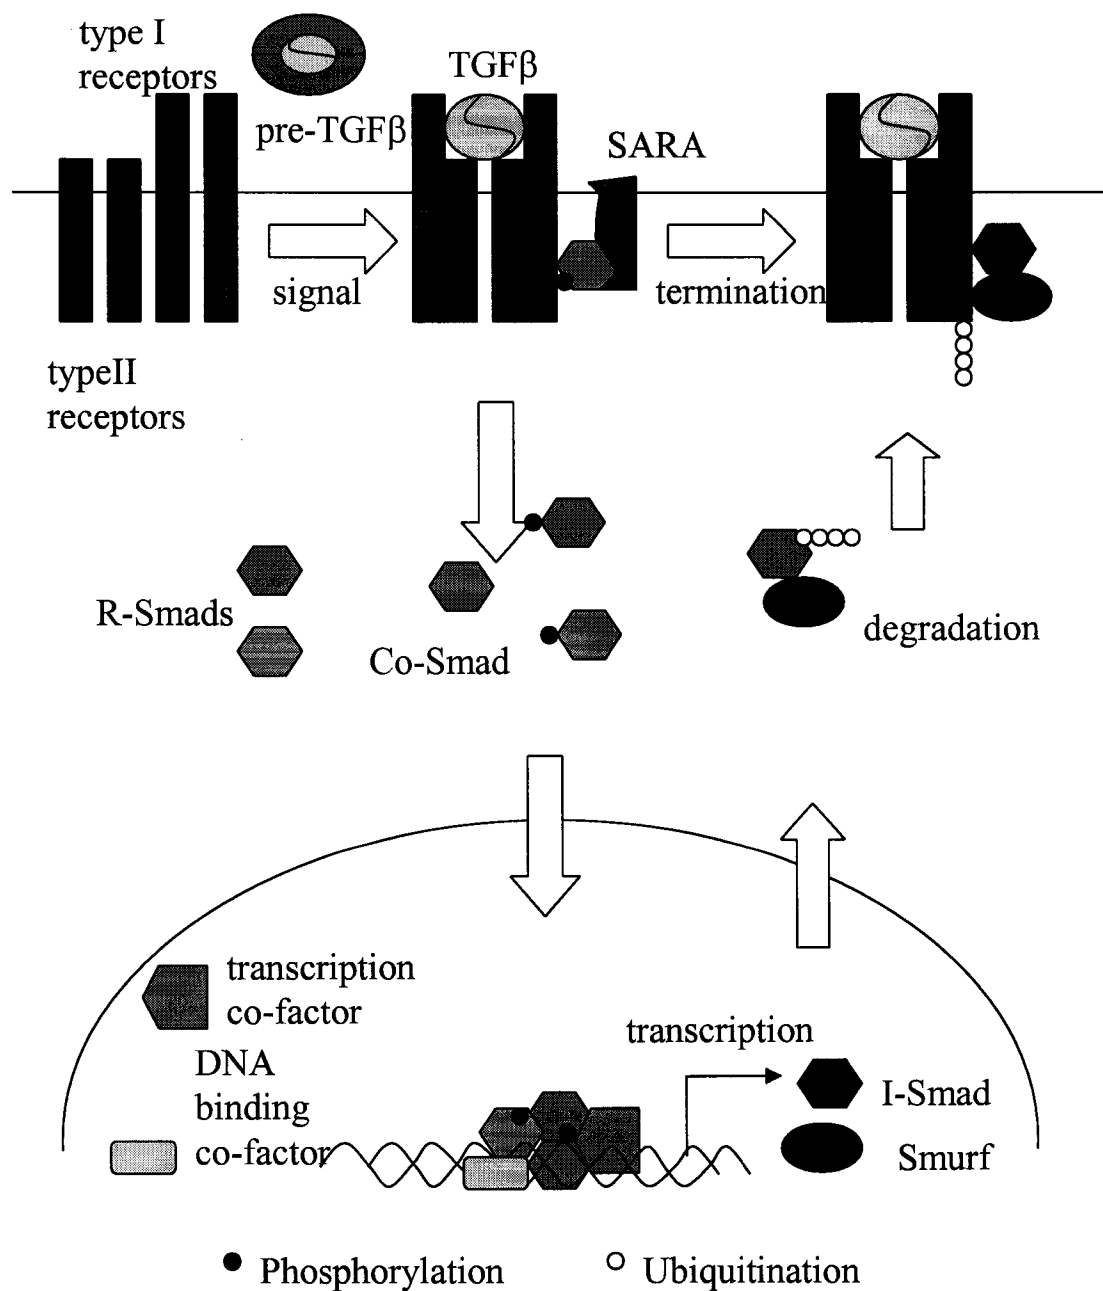 type I
receptors
pre-TGFβ
TGFβ
SARA
signal
termination
typeII
receptors
R-Smads
Co-Smad
degradation
transcription
co-factor
DNA
binding
co-factor
transcription
I-Smad
Smurf
Phosphorylation
Ubiquitination